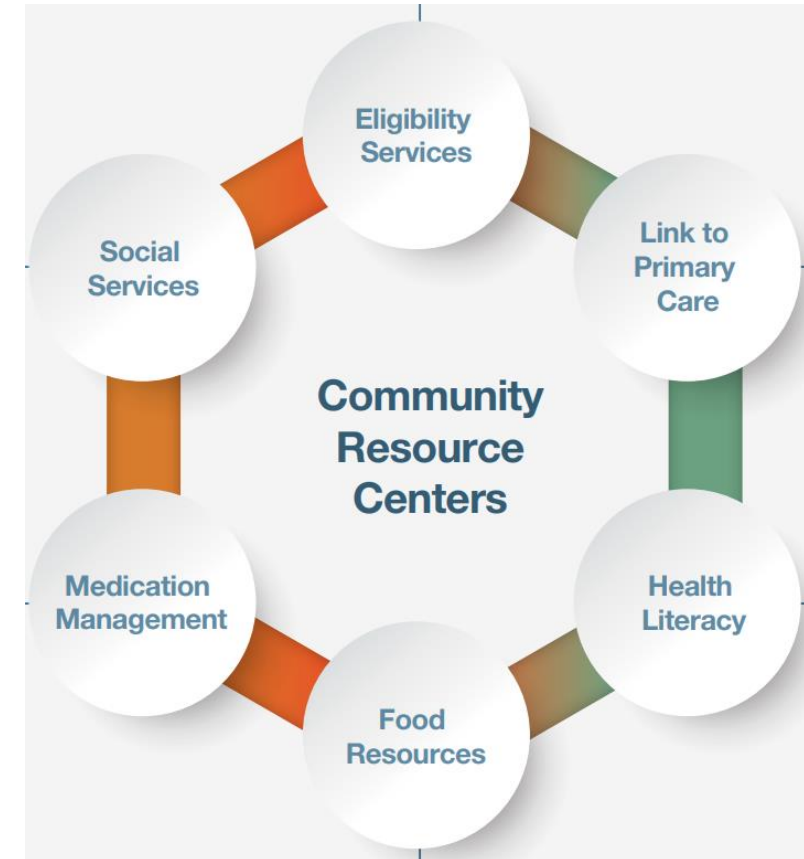 Eligibility
Services
Link to
Primary
Care
Social
Services
Community
Resource
Centers
Medication
Management
Health
Literacy
Food
Resources